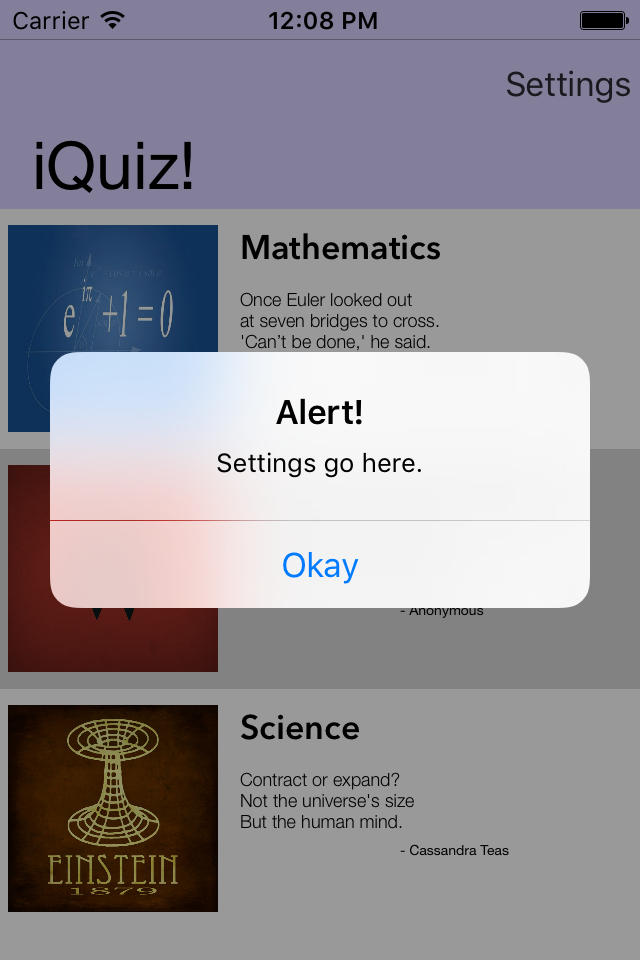 Carrier
12:08 PM
Settings
iQuiz!
Mathematics
Once Euler looked out
at seven bridges to cross.
'Can’t be done,' he said.
e^iπ +1=0
Alert!
Settings go here.
Okay
- Anonymous
Science
Contract or expand?
Not the universe's size
But the human mind.
- Cassandra Teas
EINSTEIN
1879